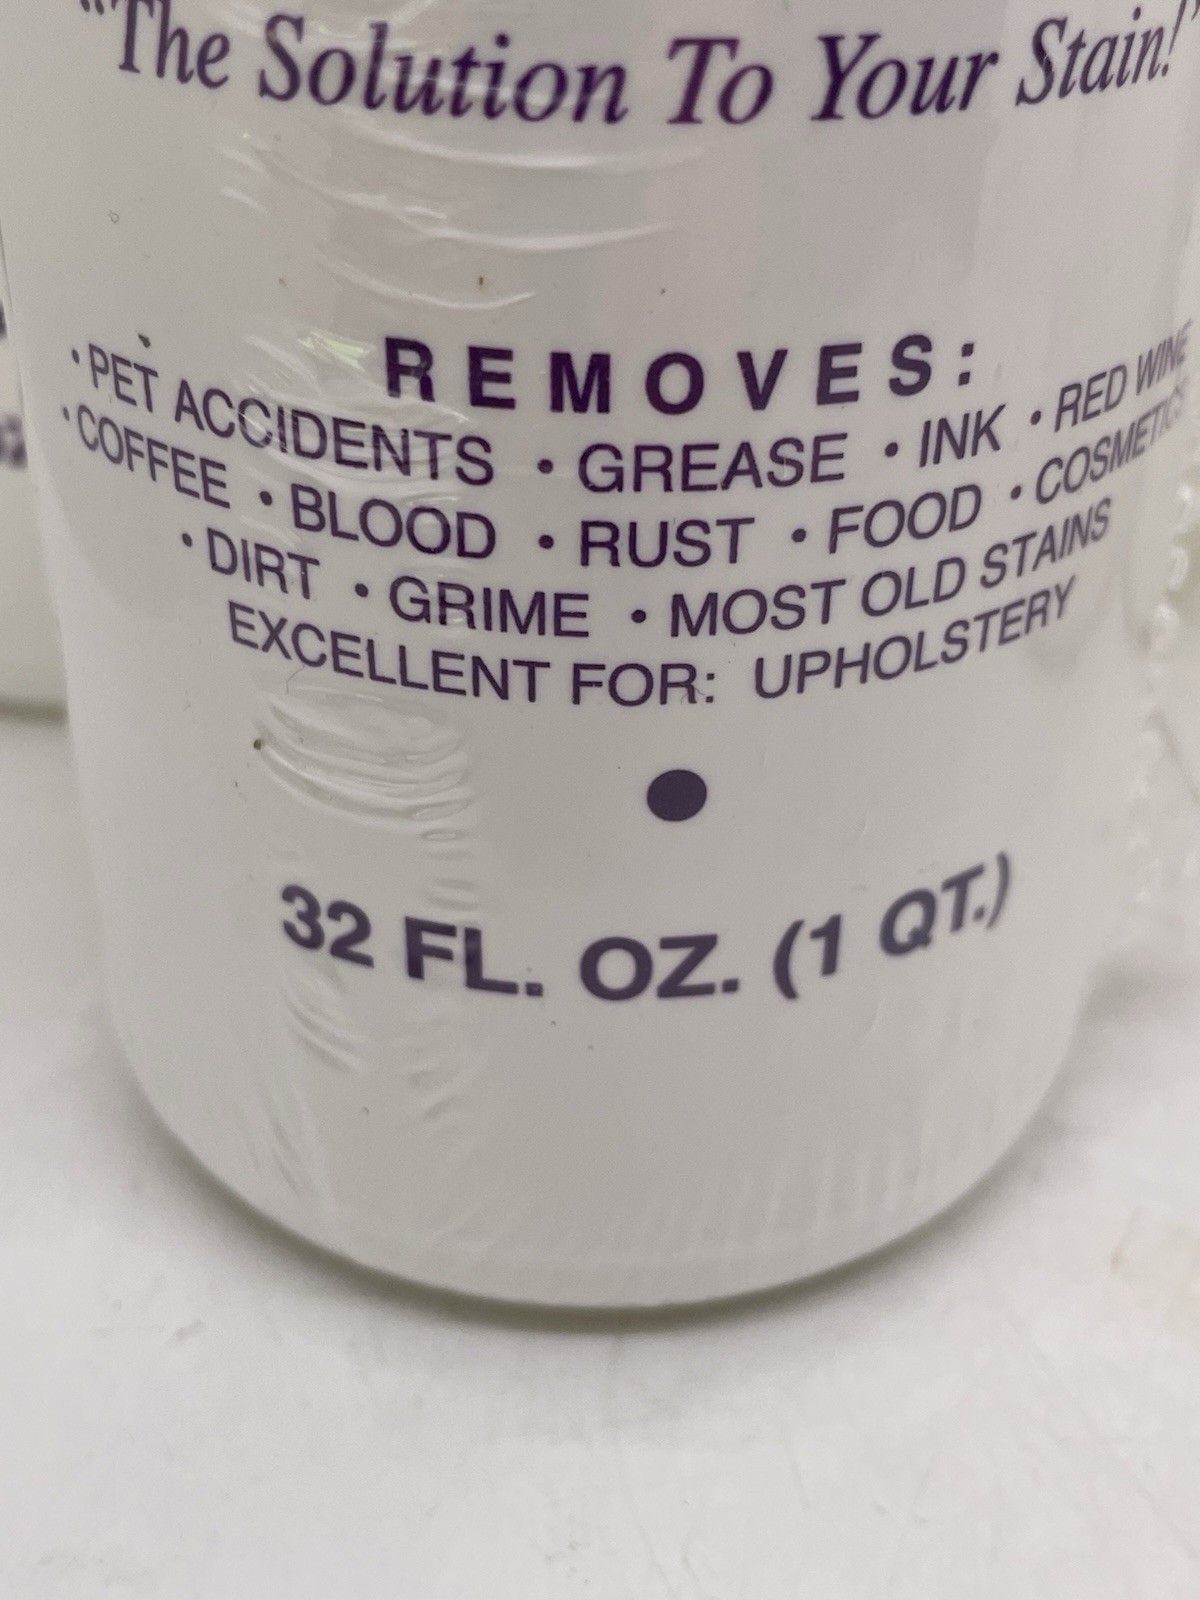 "The Solution To Your Stain!"
REMOVES:
• PET ACCIDENTS • GREASE • INK • RED WINE
• COFFEE • BLOOD • RUST • FOOD • COSMETICS
• DIRT • GRIME • MOST OLD STAINS
EXCELLENT FOR: UPHOLSTERY
●
32 FL. OZ. (1 QT.)